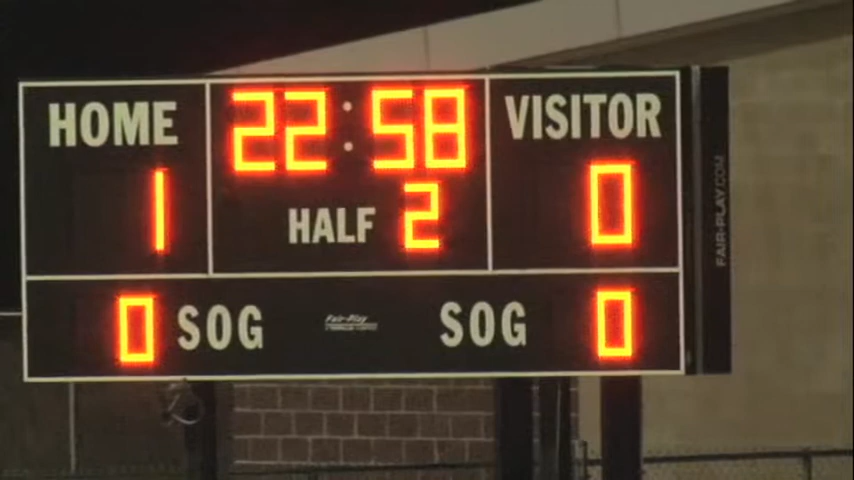 HOME 22:58 VISITOR
1 HALF 2 0
0 SOG Fair-Play SOG 0
FAIR-PLAY.COM